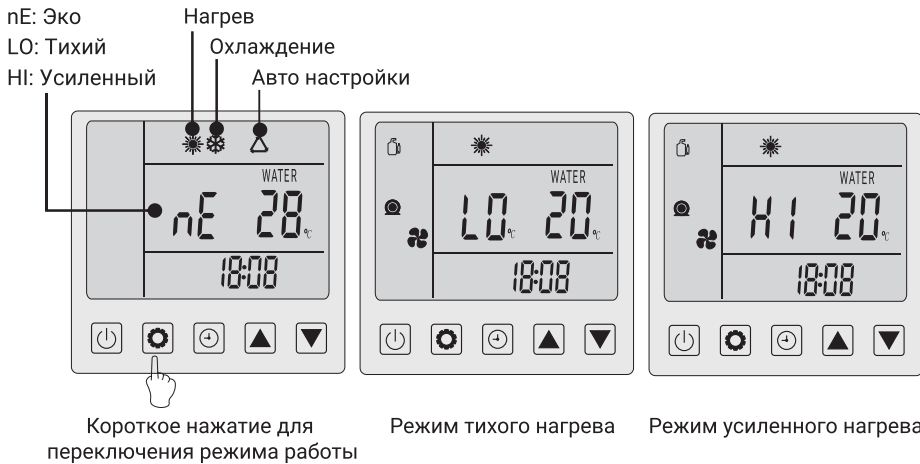 nE: Эко
LO: Тихий
HI: Усиленный
Нагрев
Охлаждение
Авто настройки
WATER
nE 28 °C
18:08
WATER
LO °C 20 °C
18:08
WATER
HI 20 °C
18:08
Короткое нажатие для
переключения режима работы
Режим тихого нагрева
Режим усиленного нагрева